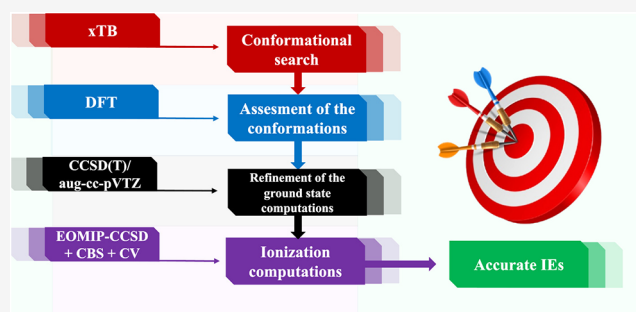 xTB
Conformational
search
DFT
Assesment of the
conformations
CCSD(T)/
aug-cc-pVTZ
Refinement of the
ground state
computations
EOMIP-CCSD
+ CBS + CV
Ionization
computations
Accurate IEs